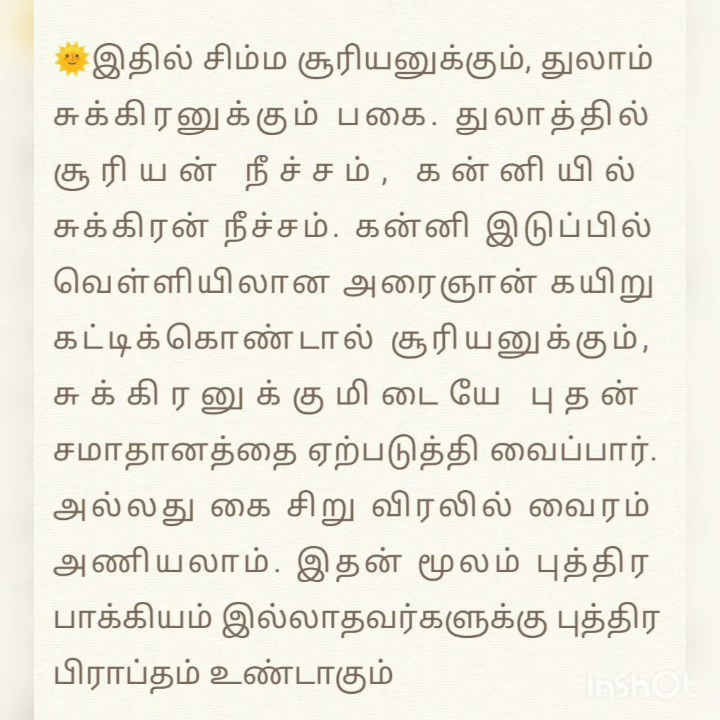 🌞இதில் சிம்ம சூரியனுக்கும், துலாம்
சுக்கிரனுக்கும் பகை. துலாத்தில்
சூரியன் நீச்சம், கன்னியில்
சுக்கிரன் நீச்சம். கன்னி இடுப்பில்
வெள்ளியிலான அரைஞான் கயிறு
கட்டிக்கொண்டால் சூரியனுக்கும்,
சுக்கிரனுக்குமிடையே புதன்
சமாதானத்தை ஏற்படுத்தி வைப்பார்.
அல்லது கை சிறு விரலில் வைரம்
அணியலாம். இதன் மூலம் புத்திர
பாக்கியம் இல்லாதவர்களுக்கு புத்திர
பிராப்தம் உண்டாகும்
InShOt